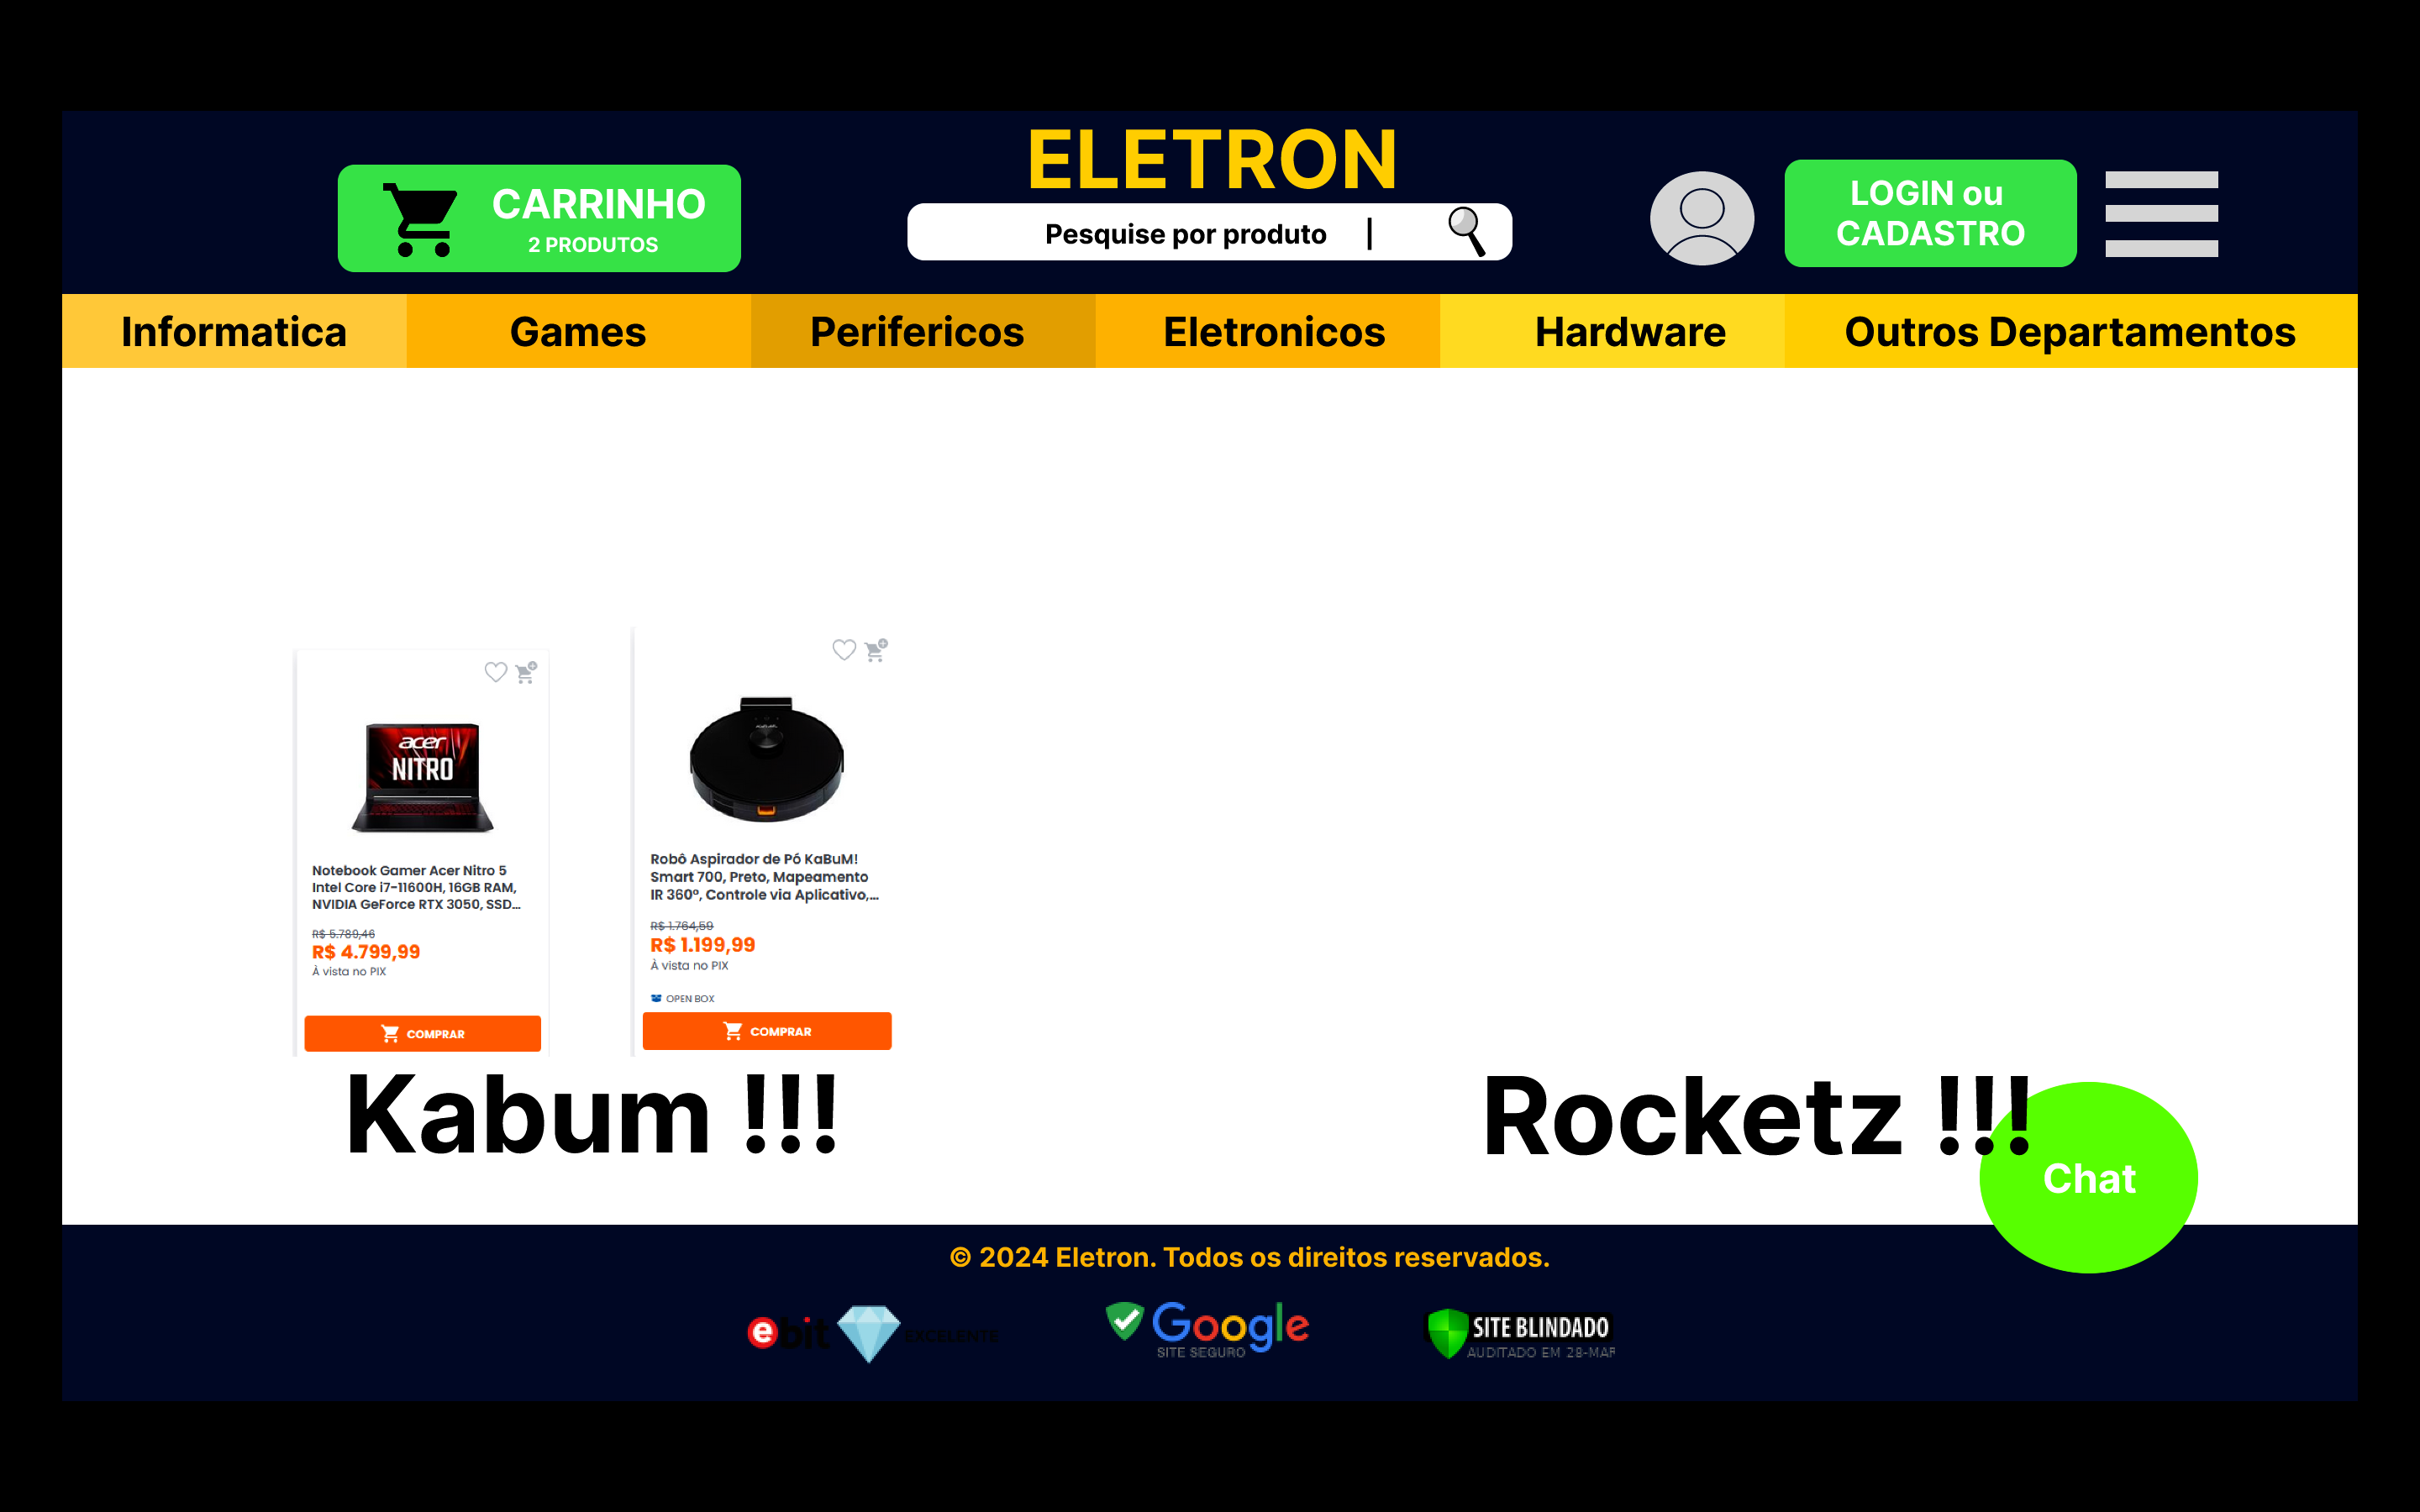 ELETRON
CARRINHO
2 PRODUTOS
Pesquise por produto |
LOGIN ou
CADASTRO
Informatica Games Perifericos Eletronicos Hardware Outros Departamentos
acer
NITRO
Notebook Gamer Acer Nitro 5
Intel Core i7-11600H, 16GB RAM,
NVIDIA GeForce RTX 3050, SSD...
R$ 5.789,46
R$ 4.799,99
À vista no PIX
COMPRAR
Robô Aspirador de Pó KaBuM!
Smart 700, Preto, Mapeamento
IR 360°, Controle via Aplicativo,...
R$ 1.764,59
R$ 1.199,99
À vista no PIX
OPEN BOX
COMPRAR
Kabum !!!
Rocketz !!!
Chat
© 2024 Eletron. Todos os direitos reservados.
ebit EXCELENTE
Google
SITE SEGURO
SITE BLINDADO
AUDITADO EM 28-MAR